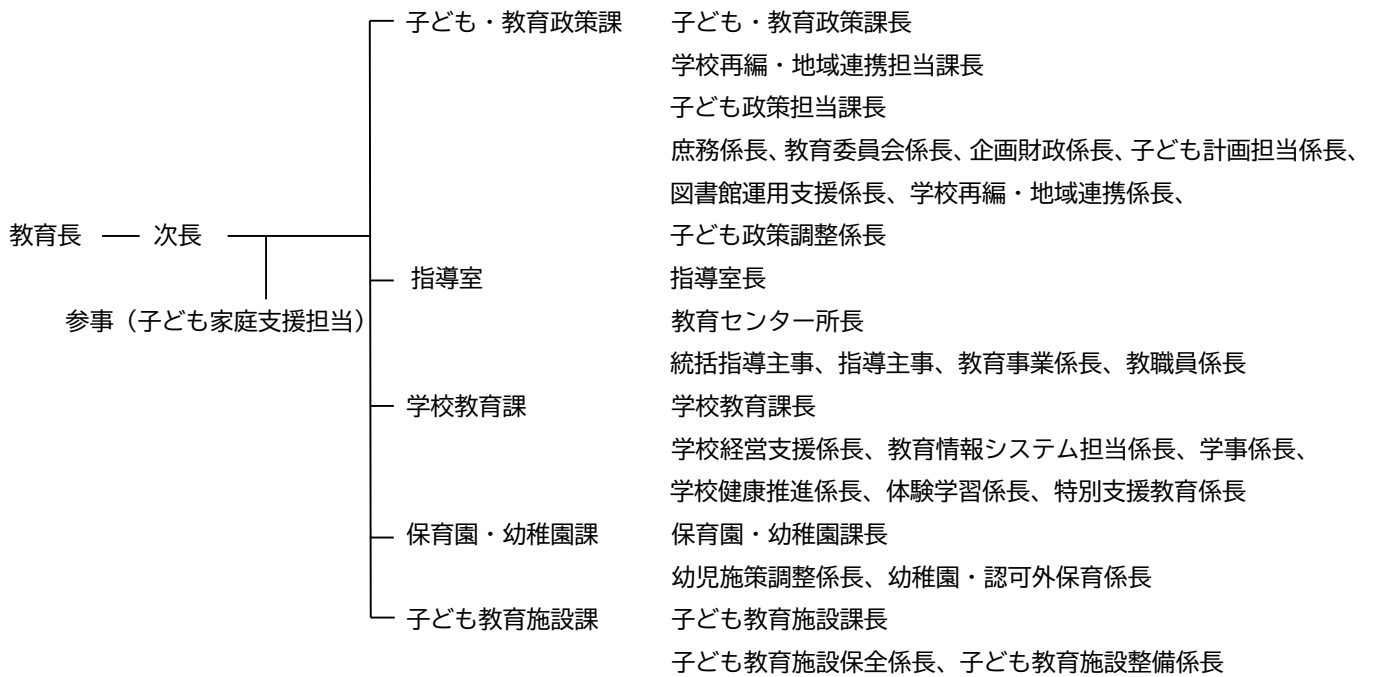 子ども・教育政策課 子ども・教育政策課長
学校再編・地域連携担当課長
子ども政策担当課長
庶務係長、教育委員会係長、企画財政係長、子ども計画担当係長、
図書館運用支援係長、学校再編・地域連携係長、
教育長 次長 子ども政策調整係長
指導室 指導室長
参事（子ども家庭支援担当） 教育センター所長
統括指導主事、指導主事、教育事業係長、教職員係長
学校教育課 学校教育課長
学校経営支援係長、教育情報システム担当係長、学事係長、
学校健康推進係長、体験学習係長、特別支援教育係長
保育園・幼稚園課 保育園・幼稚園課長
幼児施策調整係長、幼稚園・認可外保育係長
子ども教育施設課 子ども教育施設課長
子ども教育施設保全係長、子ども教育施設整備係長